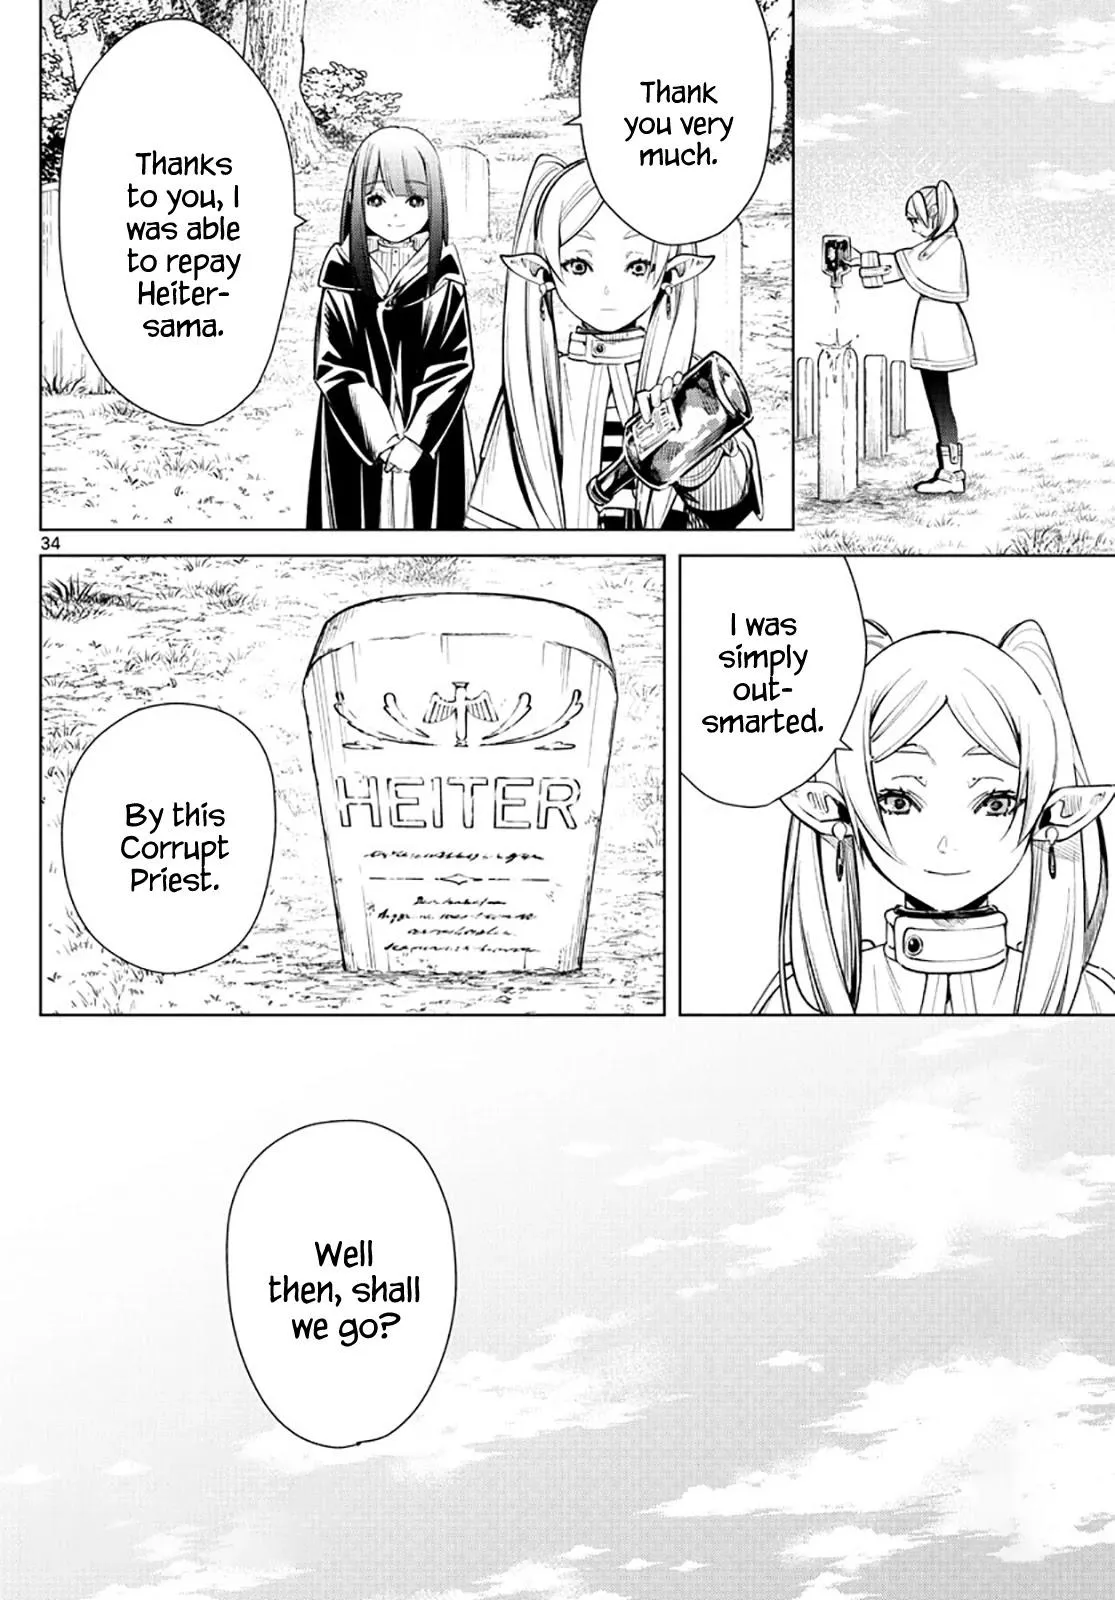 Thank
you very
much.
Thanks
to you, I
was able
to repay
Heiter-
sama.
34
I was
simply
out-
smarted.
By this
Corrupt
Priest.
HEITER
Well
then, shall
we go?